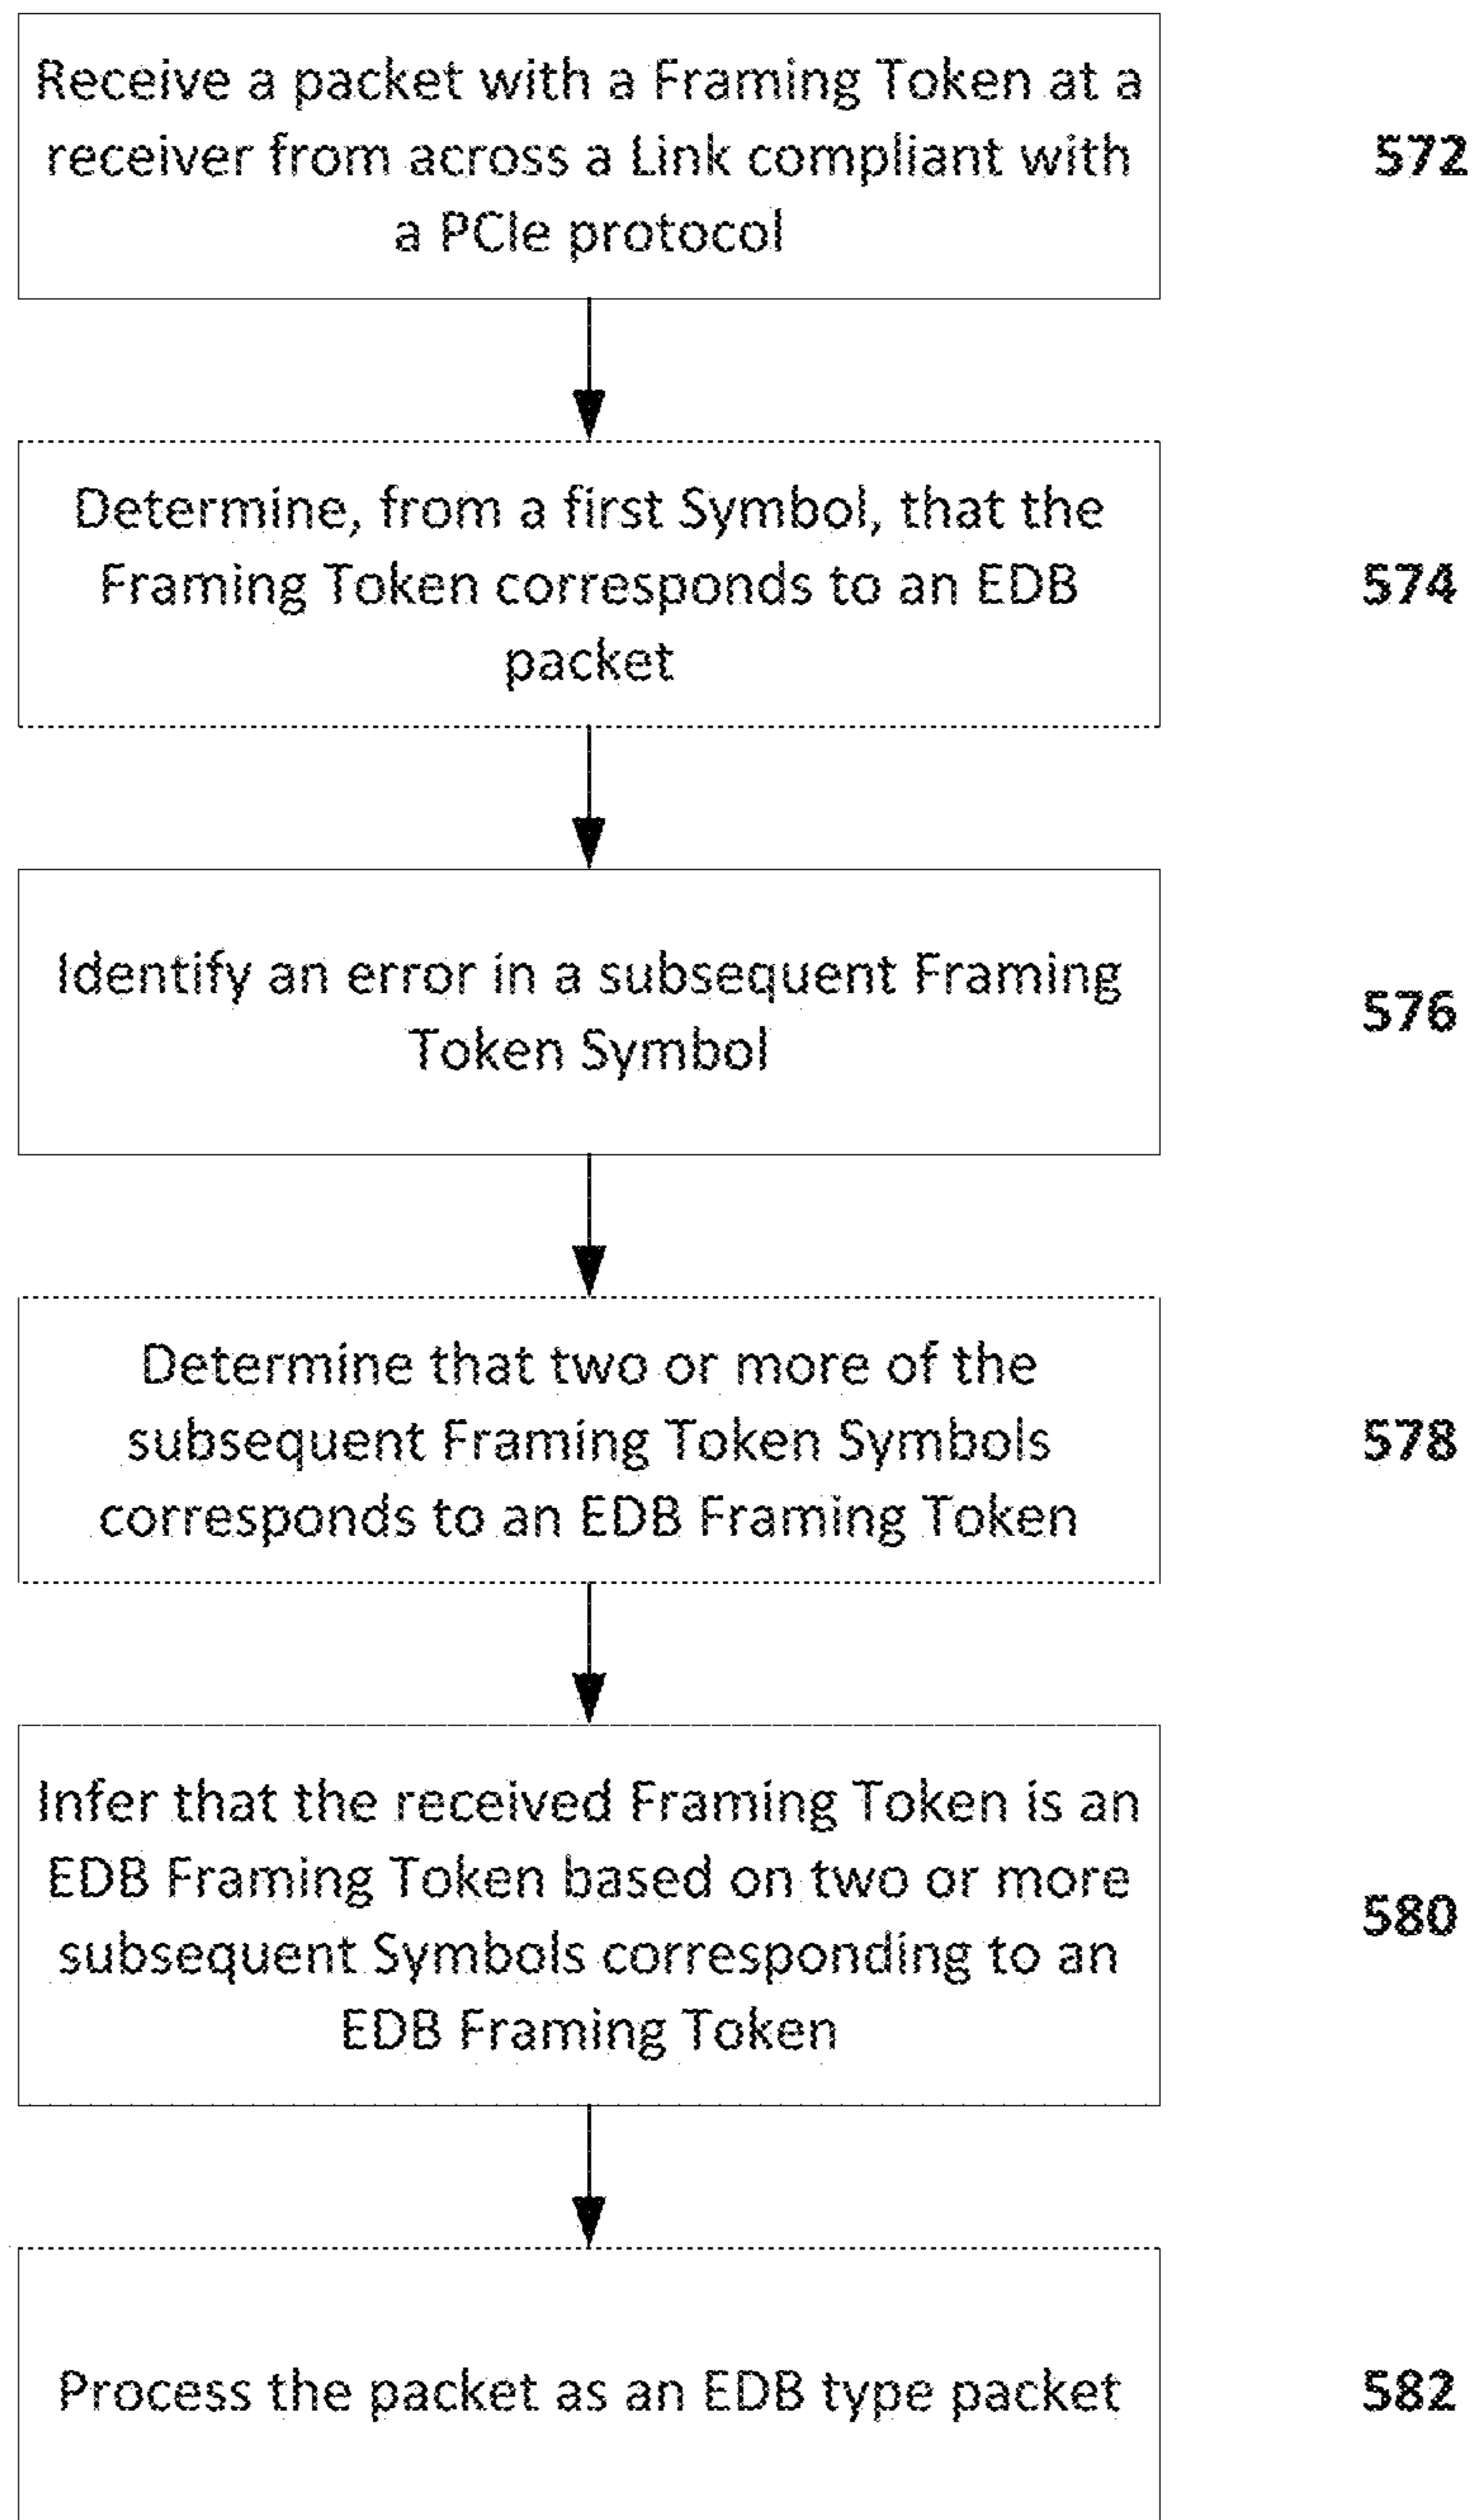 Receive a packet with a Framing Token at a
receiver from across a Link compliant with
a PCIe protocol
572
Determine, from a first Symbol, that the
Framing Token corresponds to an EDB
packet
574
Identify an error in a subsequent Framing
Token Symbol
576
Determine that two or more of the
subsequent Framing Token Symbols
corresponds to an EDB Framing Token
578
Infer that the received Framing Token is an
EDB Framing Token based on two or more
subsequent Symbols corresponding to an
EDB Framing Token
580
Process the packet as an EDB type packet
582